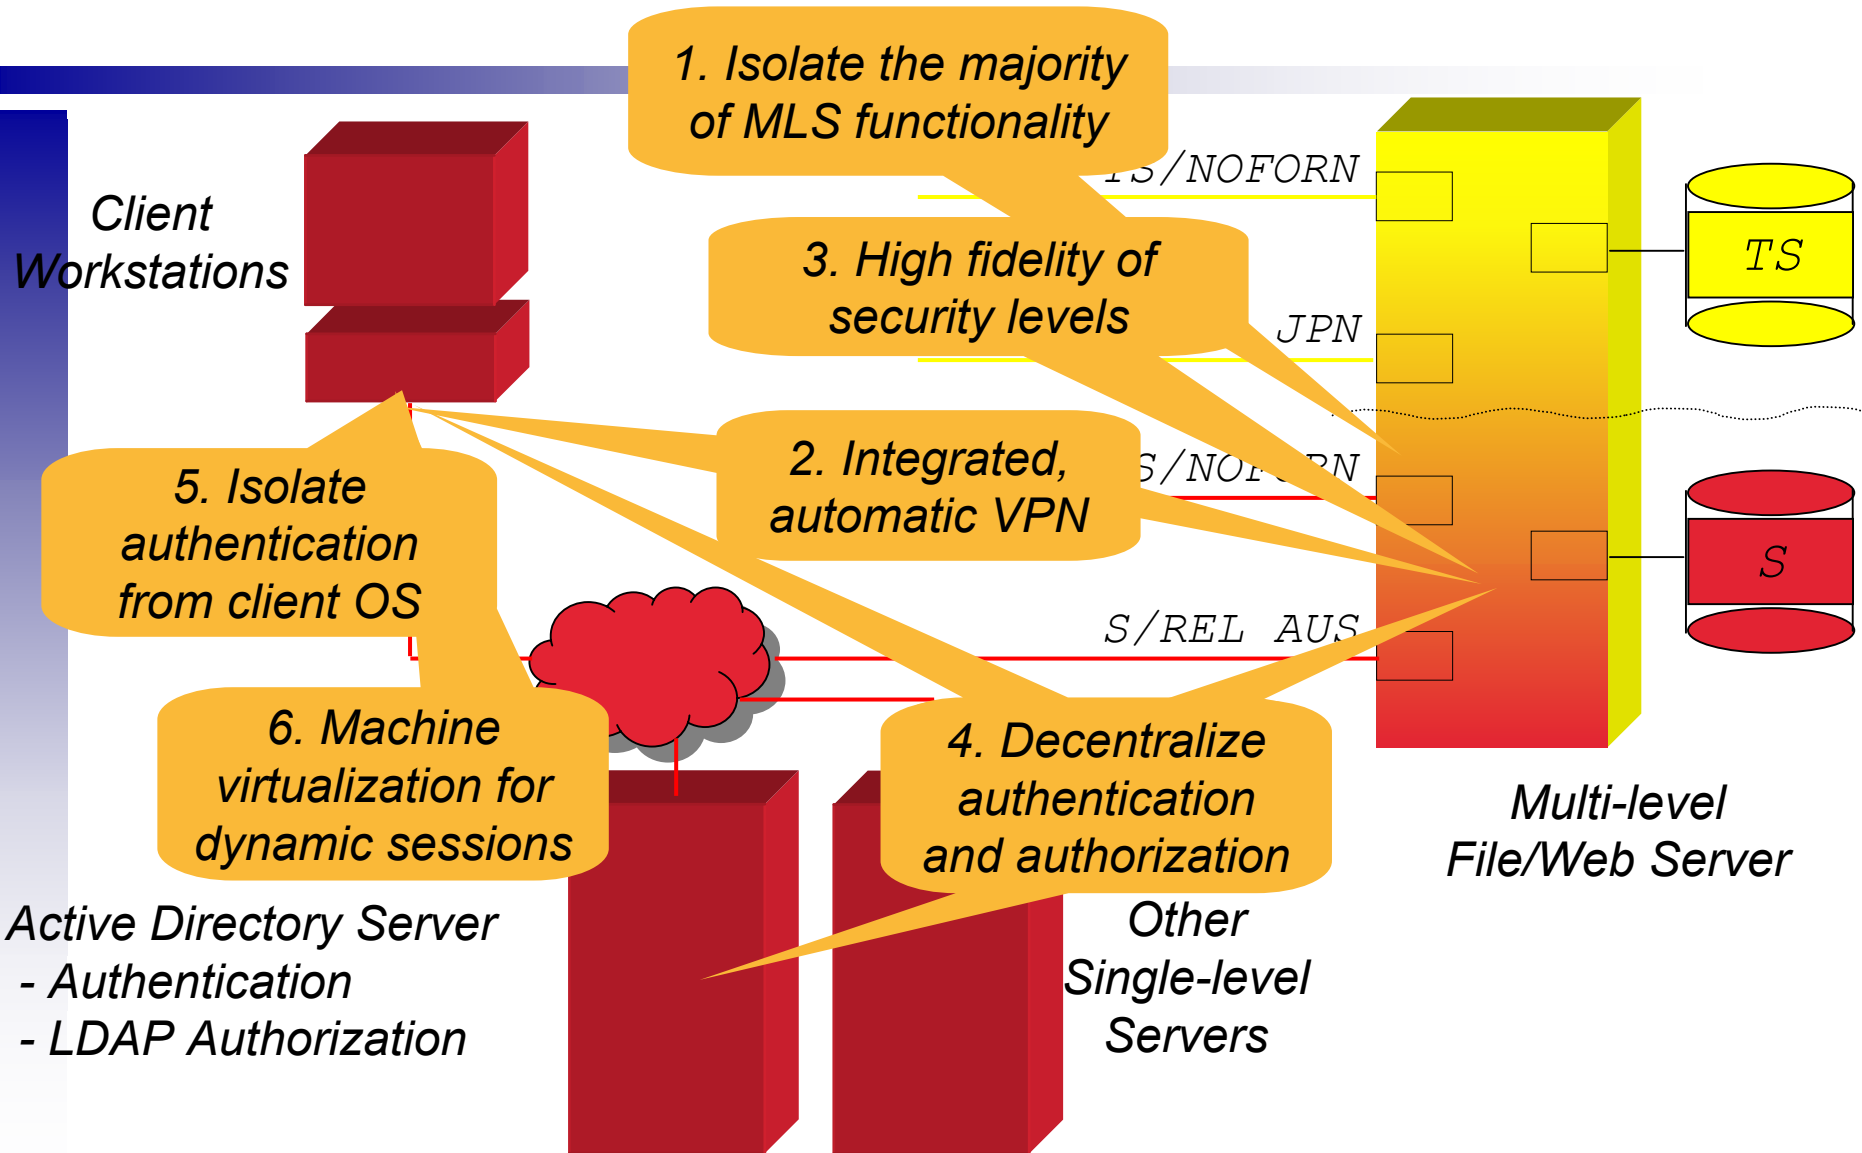 1. Isolate the majority
of MLS functionality
TS/NOFORN
Client
Workstations
3. High fidelity of
security levels
TS
JPN
2. Integrated,
automatic VPN
S/NOFORN
5. Isolate
authentication
from client OS
S
S/REL AUS
6. Machine
virtualization for
dynamic sessions
4. Decentralize
authentication
and authorization
Multi-level
File/Web Server
Active Directory Server
- Authentication
- LDAP Authorization
Other
Single-level
Servers